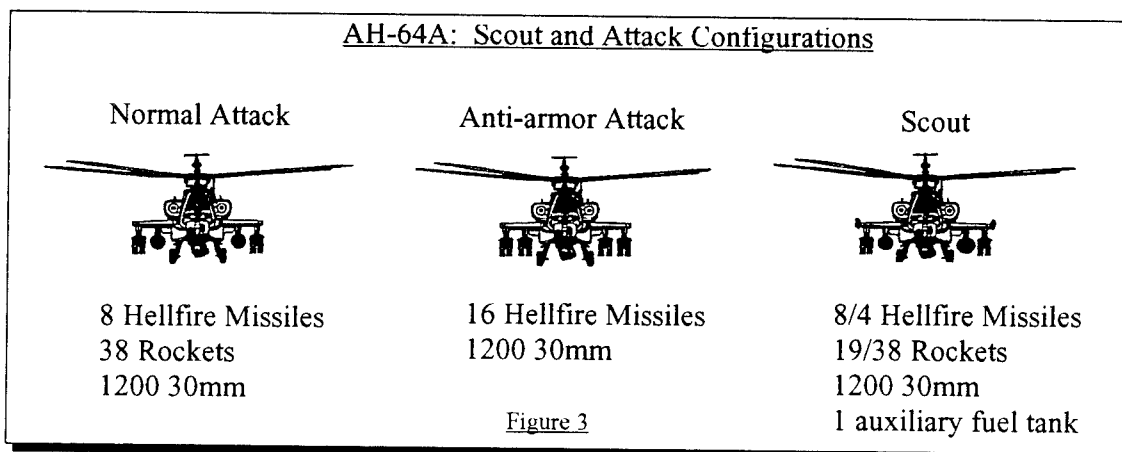 AH-64A: Scout and Attack Configurations
Normal Attack
8 Hellfire Missiles
38 Rockets
1200 30mm
Anti-armor Attack
16 Hellfire Missiles
1200 30mm
Scout
8/4 Hellfire Missiles
19/38 Rockets
1200 30mm
1 auxiliary fuel tank
Figure 3